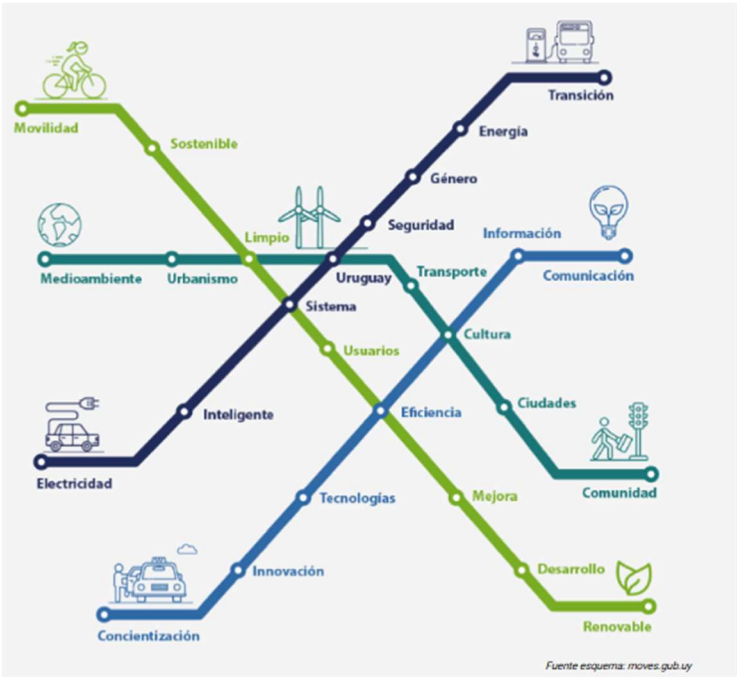 Transición
Movilidad
Energía
Sostenible
Género
Seguridad
Información
Limpio
Transporte
Comunicación
Medioambiente
Urbanismo
Uruguay
Sistema
Cultura
Usuarios
Ciudades
Inteligente
Eficiencia
Electricidad
Comunidad
Tecnologías
Mejora
Innovación
Desarrollo
Renovable
Concientización
Fuente esquema: moves.gub.uy